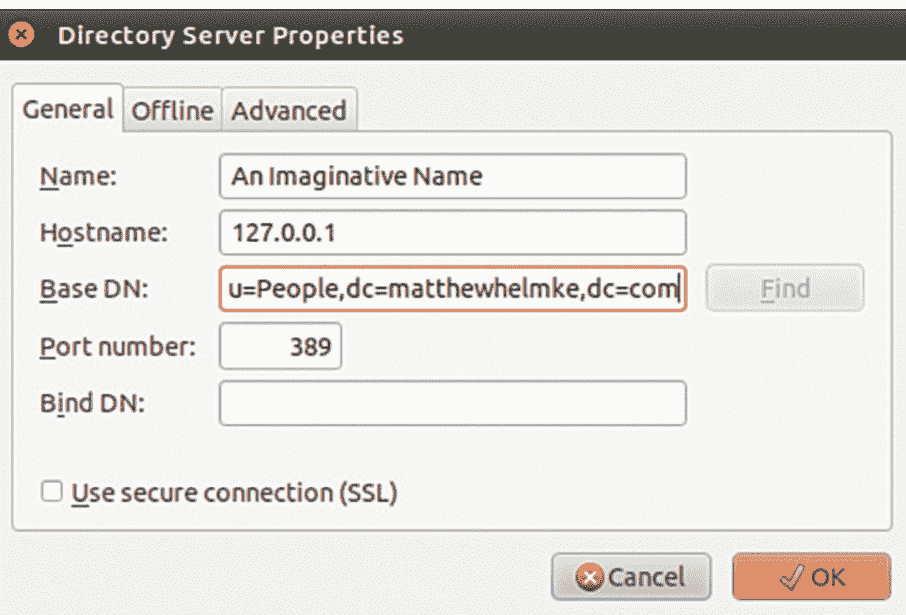 Directory Server Properties
General Offline Advanced
Name: An Imaginative Name
Hostname: 127.0.0.1
Base DN: u=People,dc=matthewhelmke,dc=com Find
Port number: 389
Bind DN:
Use secure connection (SSL)
Cancel OK